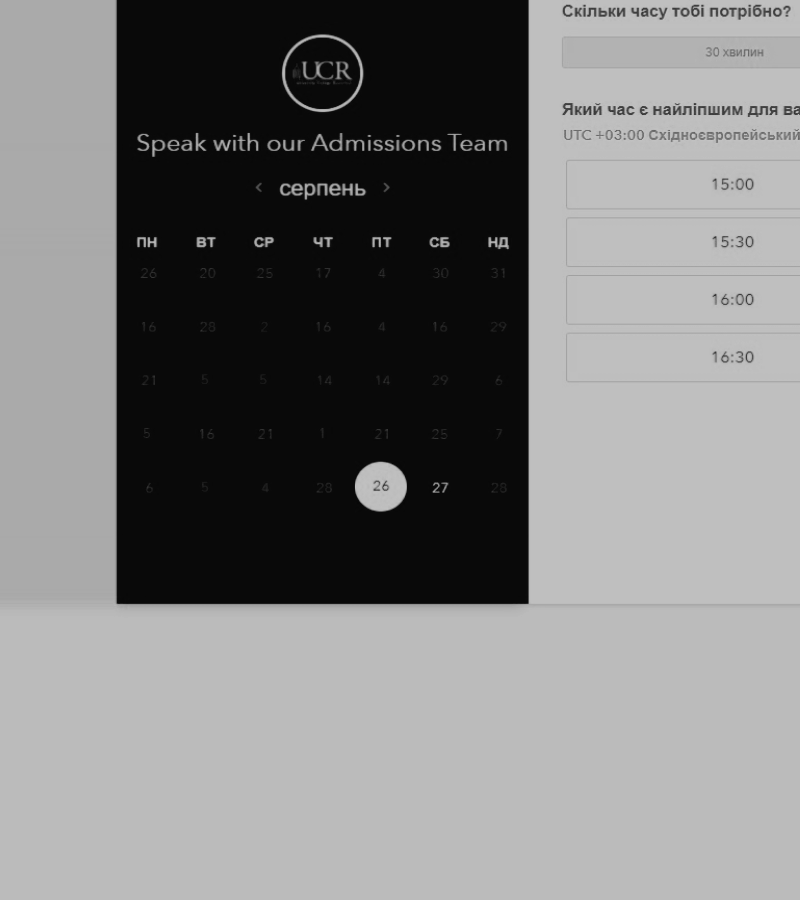 UCR
Speak with our Admissions Team
‹ серпень ›
ПН ВТ СР ЧТ ПТ СБ НД
26 20 25 17 4 30 31
16 28 2 16 4 16 29
21 5 5 14 14 29 6
5 16 21 1 21 25 7
6 5 4 28 26 27 28
Скільки часу тобі потрібно?
30 хвилин
Який час є найліпшим для ва
UTC +03:00 Східноєвропейський
15:00
15:30
16:00
16:30